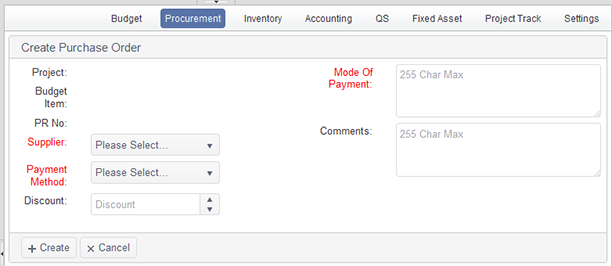 Budget Procurement Inventory Accounting QS Fixed Asset Project Track Settings
Create Purchase Order
Project:
Budget
Item:
PR No:
Supplier: Please Select...
Payment
Method: Please Select...
Discount: Discount
Mode Of
Payment: 255 Char Max
Comments: 255 Char Max
+ Create × Cancel